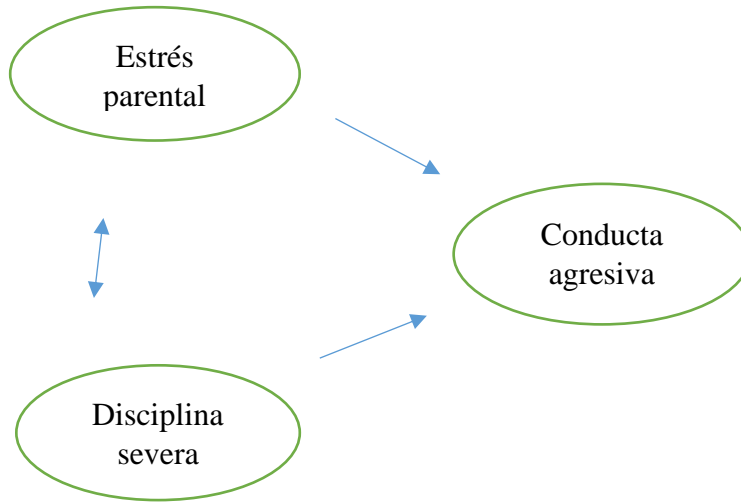 Estrés
parental
Conducta
agresiva
Disciplina
severa